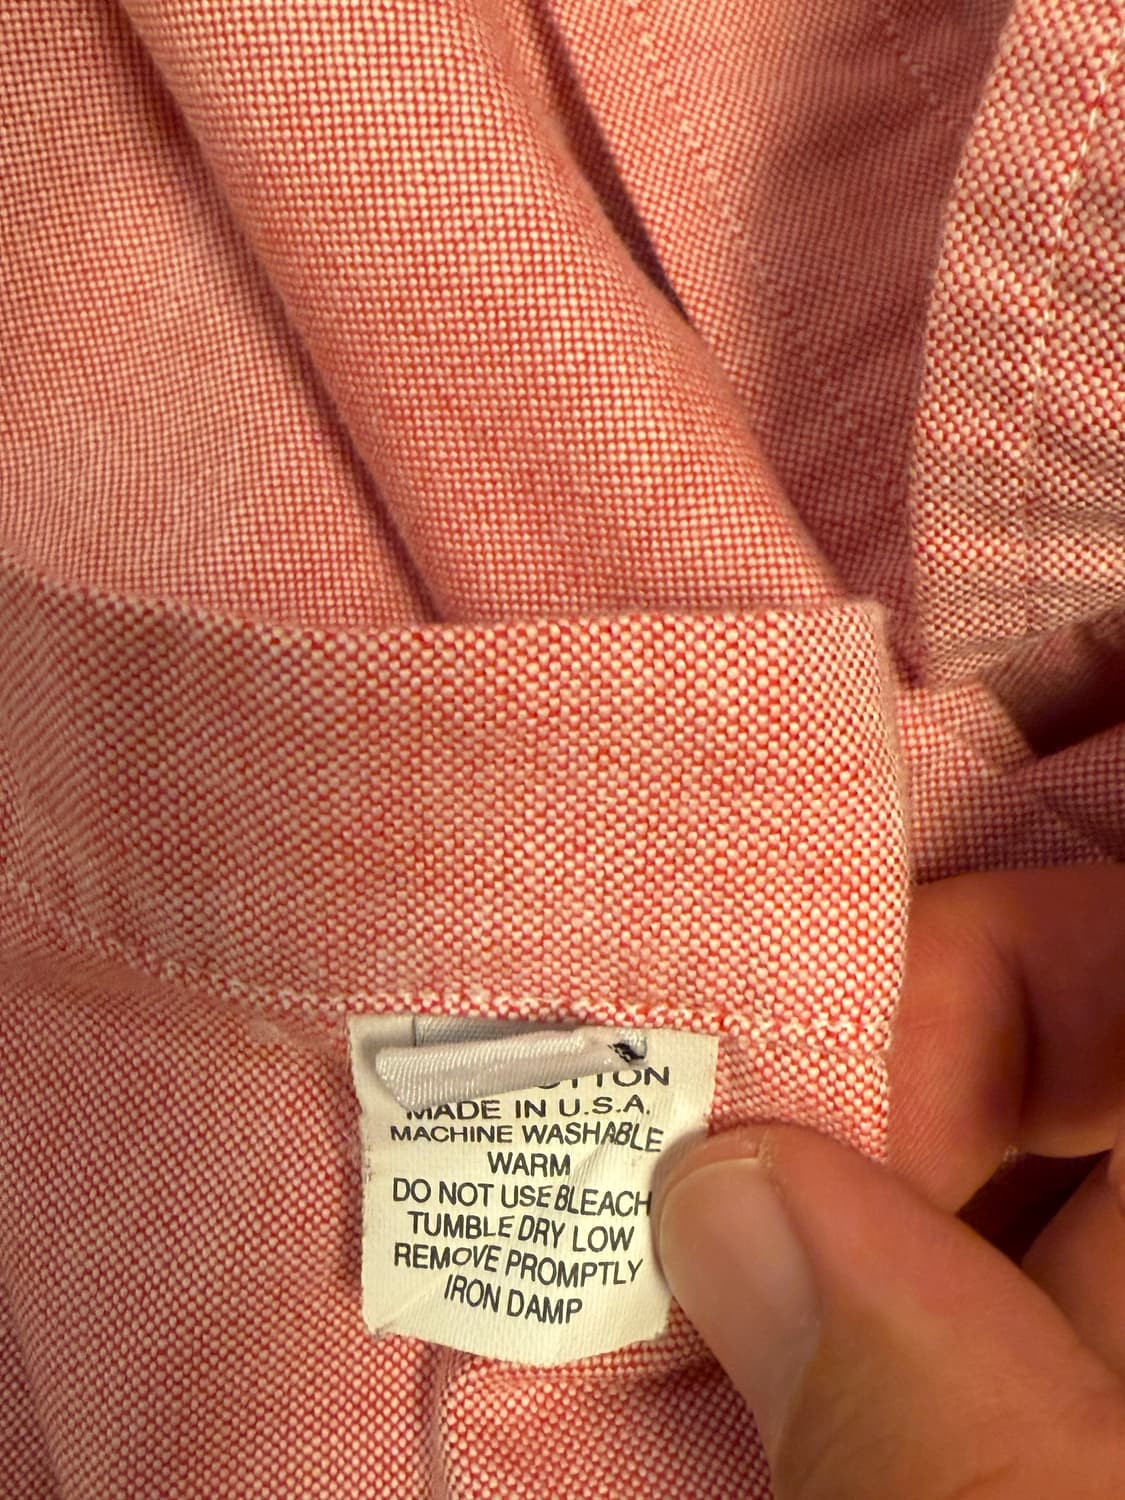 MADE IN U.S.A.
MACHINE WASHABLE
WARM
DO NOT USE BLEACH
TUMBLE DRY LOW
REMOVE PROMPTLY
IRON DAMP